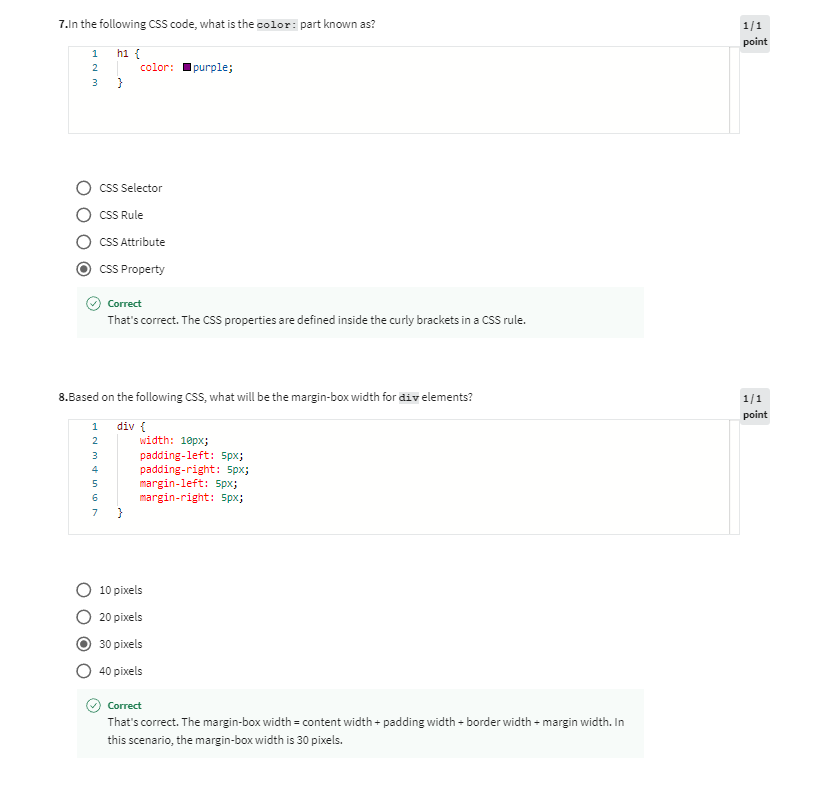 7.In the following CSS code, what is the color: part known as?
1/1
point
1 h1 {
2 color: purple;
3 }
CSS Selector
CSS Rule
CSS Attribute
CSS Property
Correct
That's correct. The CSS properties are defined inside the curly brackets in a CSS rule.
8.Based on the following CSS, what will be the margin-box width for div elements?
1/1
point
1 div {
2 width: 10px;
3 padding-left: 5px;
4 padding-right: 5px;
5 margin-left: 5px;
6 margin-right: 5px;
7 }
10 pixels
20 pixels
30 pixels
40 pixels
Correct
That's correct. The margin-box width = content width + padding width + border width + margin width. In
this scenario, the margin-box width is 30 pixels.